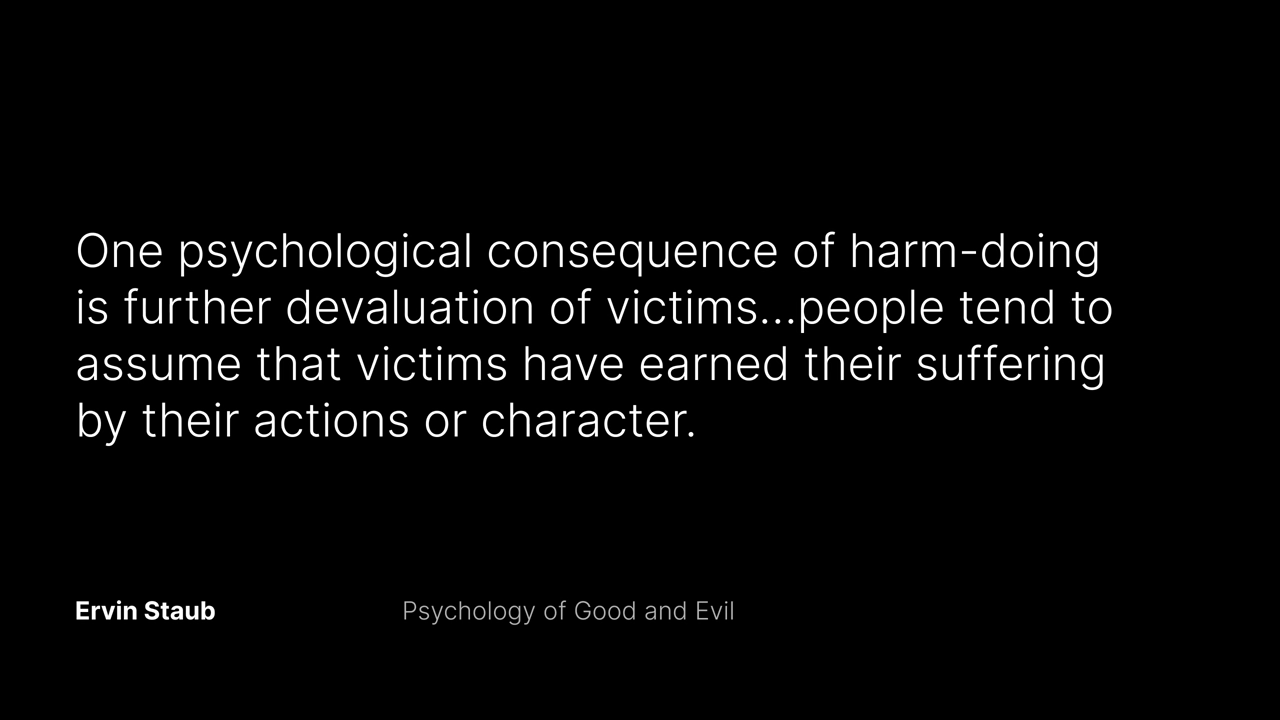 One psychological consequence of harm-doing
is further devaluation of victims...people tend to
assume that victims have earned their suffering
by their actions or character.
Ervin Staub
Psychology of Good and Evil